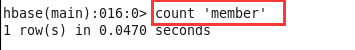 hbase(main):016:0> count 'member'
1 row(s) in 0.0470 seconds